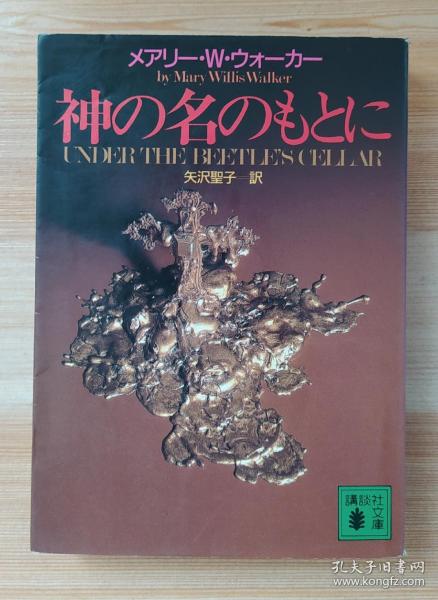 メアリー・W・ウォーカー
by Mary Willis Walker
神の名のもとに
UNDER THE BEETLE'S CELLAR
矢沢聖子—訳
講談社
文庫
孔夫子旧书网
www.kongfz.com